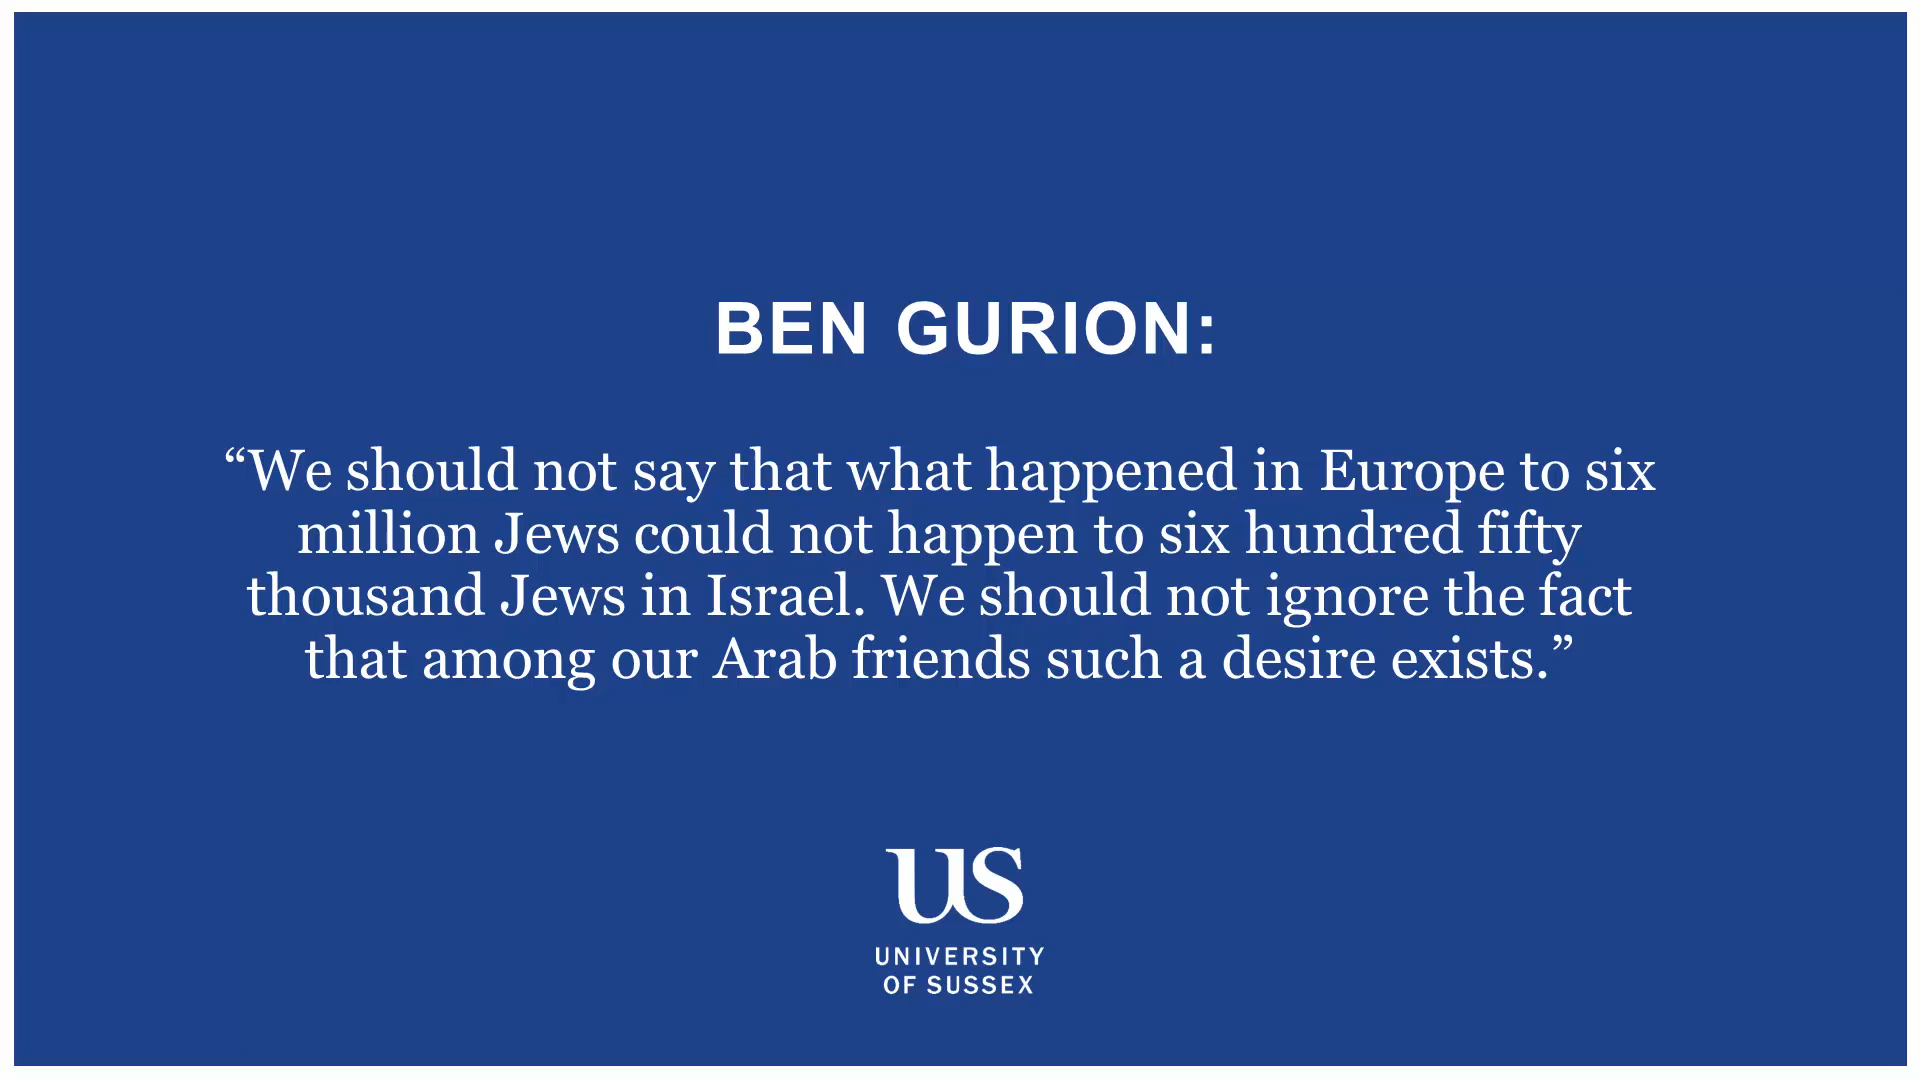 BEN GURION:
“We should not say that what happened in Europe to six
million Jews could not happen to six hundred fifty
thousand Jews in Israel. We should not ignore the fact
that among our Arab friends such a desire exists.”
US
UNIVERSITY
OF SUSSEX